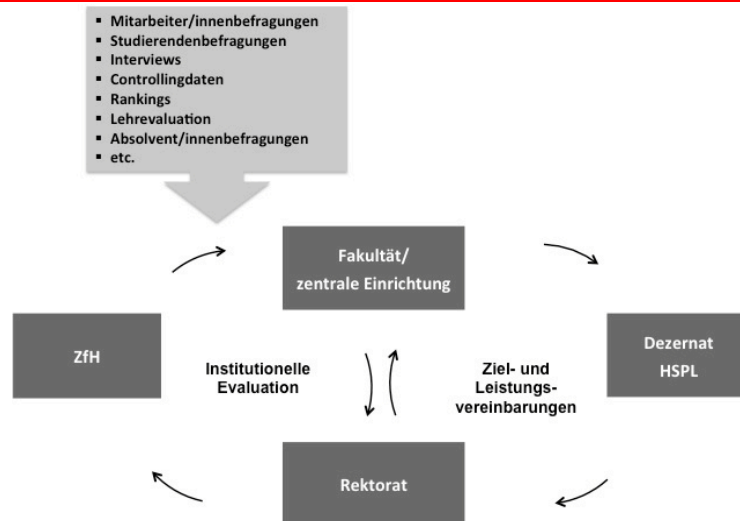 ▪ Mitarbeiter/innenbefragungen
▪ Studierendenbefragungen
▪ Interviews
▪ Controllingdaten
▪ Rankings
▪ Lehrevaluation
▪ Absolvent/innenbefragungen
▪ etc.
Fakultät/
zentrale Einrichtung
ZfH
Institutionelle
Evaluation
Ziel- und
Leistungs-
vereinbarungen
Dezernat
HSPL
Rektorat